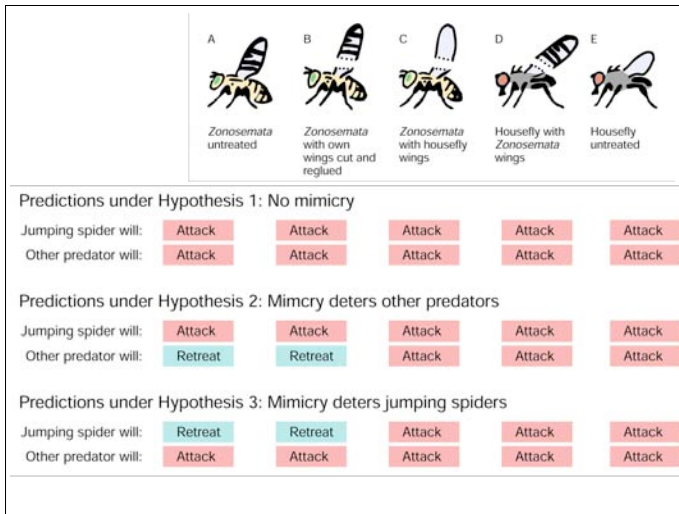 A B C D E
Zonosemata Zonosemata Zonosemata Housefly with Housefly
untreated with own with housefly Zonosemata untreated
wings cut and wings wings
reglued
Predictions under Hypothesis 1: No mimicry
Jumping spider will: Attack Attack Attack Attack Attack
Other predator will: Attack Attack Attack Attack Attack
Predictions under Hypothesis 2: Mimcry deters other predators
Jumping spider will: Attack Attack Attack Attack Attack
Other predator will: Retreat Retreat Attack Attack Attack
Predictions under Hypothesis 3: Mimicry deters jumping spiders
Jumping spider will: Retreat Retreat Attack Attack Attack
Other predator will: Attack Attack Attack Attack Attack